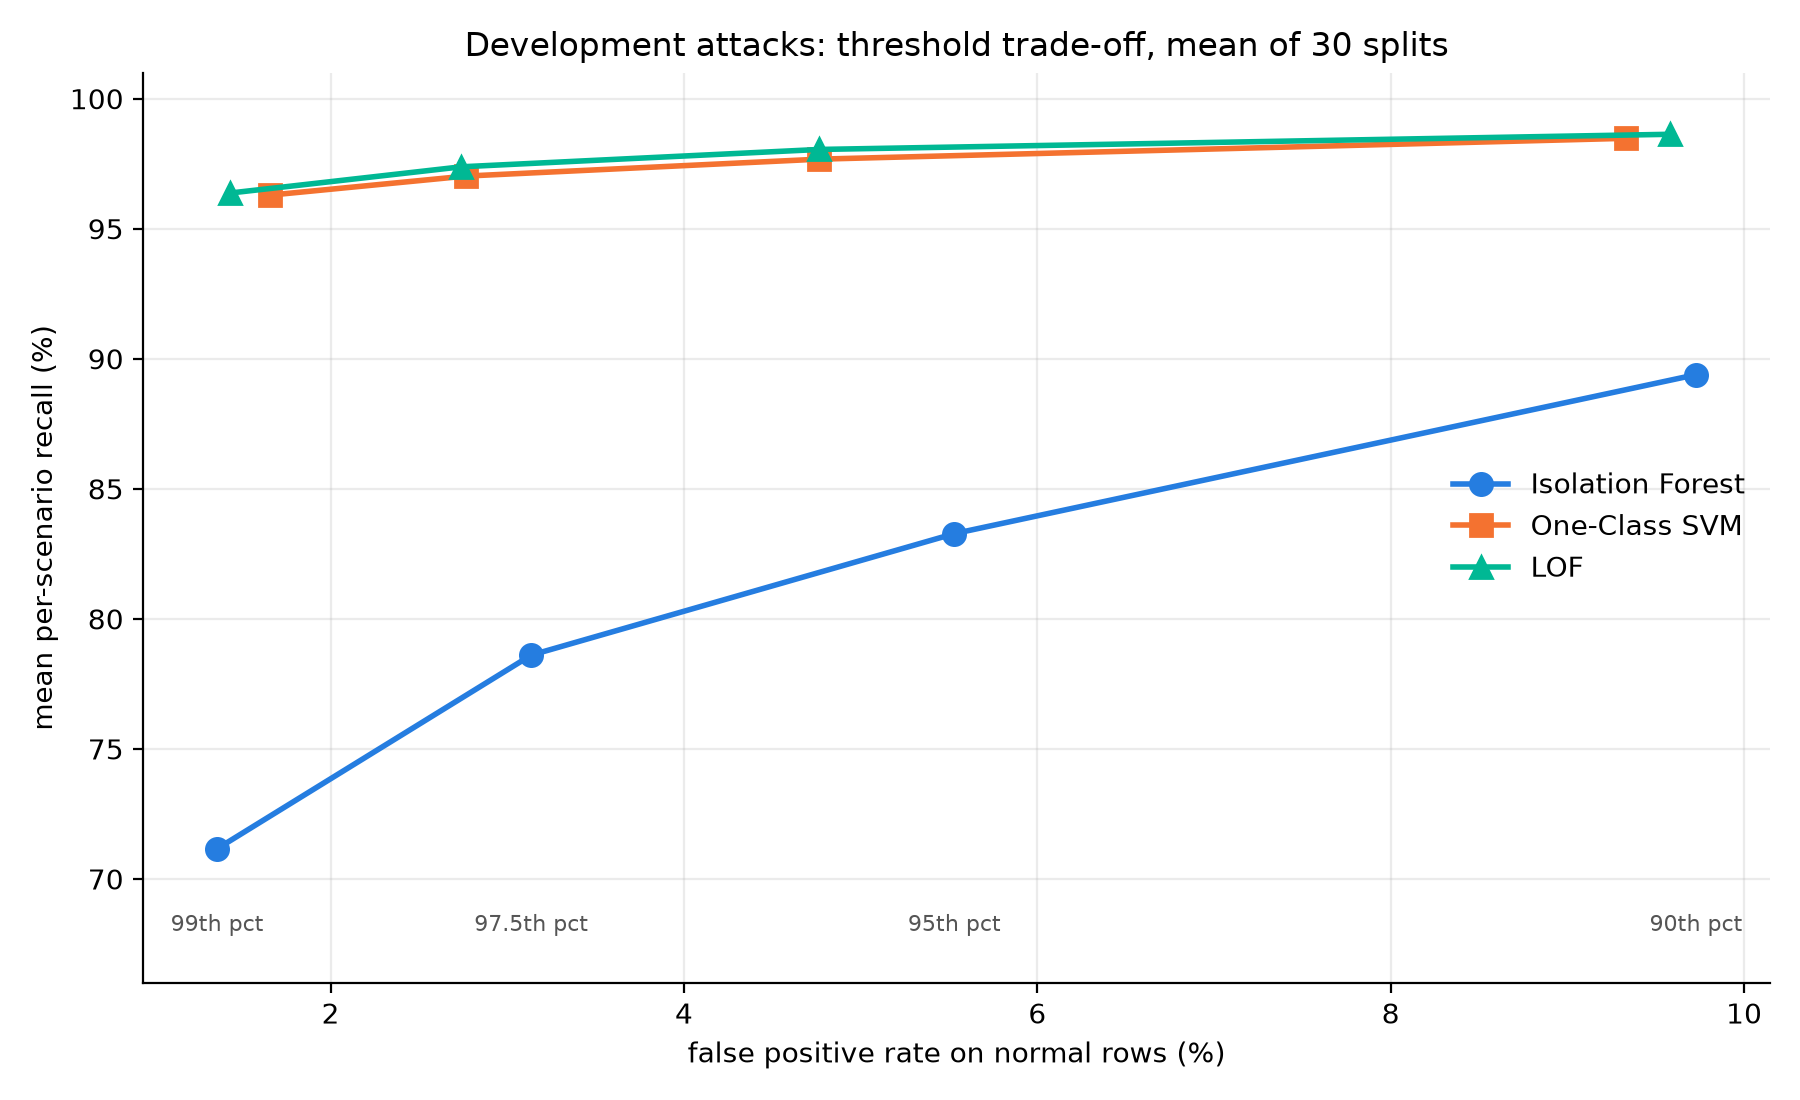 Development attacks: threshold trade-off, mean of 30 splits
mean per-scenario recall (%)
100
95
90
85
80
75
70
Isolation Forest
One-Class SVM
LOF
99th pct
97.5th pct
95th pct
90th pct
2
4
6
8
10
false positive rate on normal rows (%)